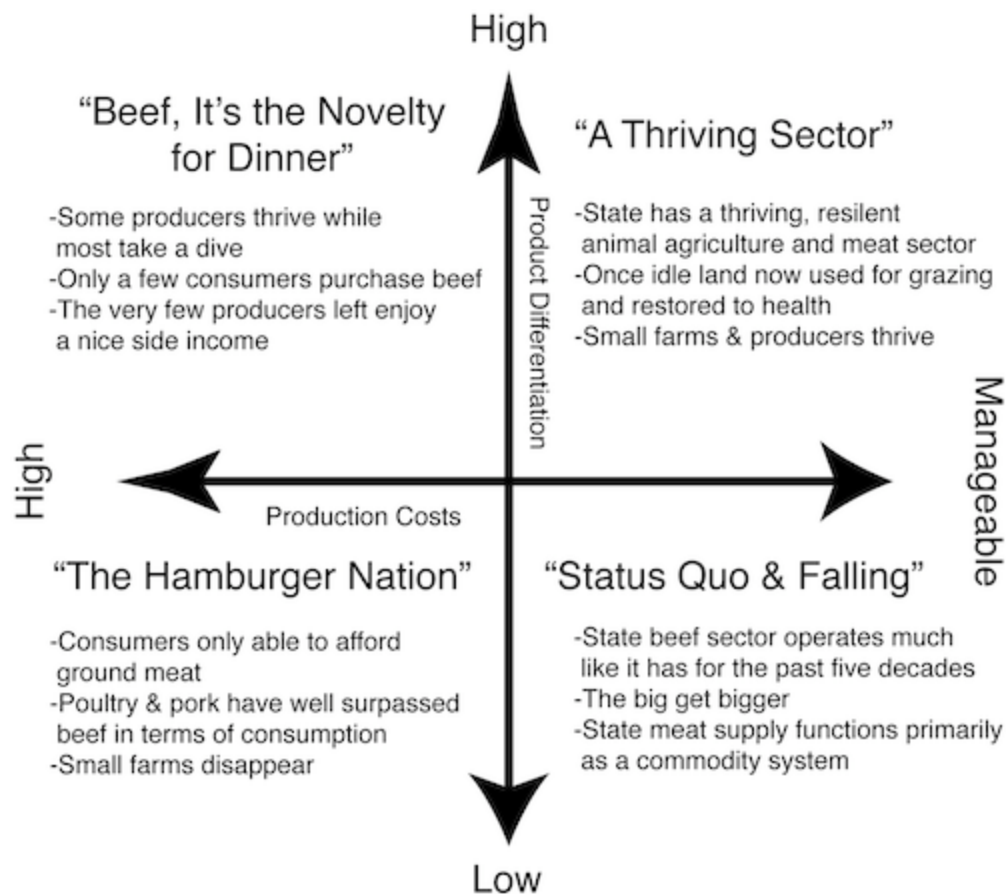 High
“Beef, It’s the Novelty
for Dinner”
-Some producers thrive while
most take a dive
-Only a few consumers purchase beef
-The very few producers left enjoy
a nice side income
“A Thriving Sector”
-State has a thriving, resilent
animal agriculture and meat sector
-Once idle land now used for grazing
and restored to health
-Small farms & producers thrive
Product Differentiation
High
Production Costs
Manageable
“The Hamburger Nation”
-Consumers only able to afford
ground meat
-Poultry & pork have well surpassed
beef in terms of consumption
-Small farms disappear
“Status Quo & Falling”
-State beef sector operates much
like it has for the past five decades
-The big get bigger
-State meat supply functions primarily
as a commodity system
Low